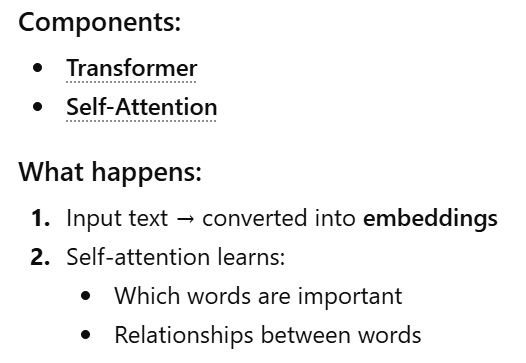 Components:
• Transformer
• Self-Attention
What happens:
1. Input text → converted into embeddings
2. Self-attention learns:
• Which words are important
• Relationships between words